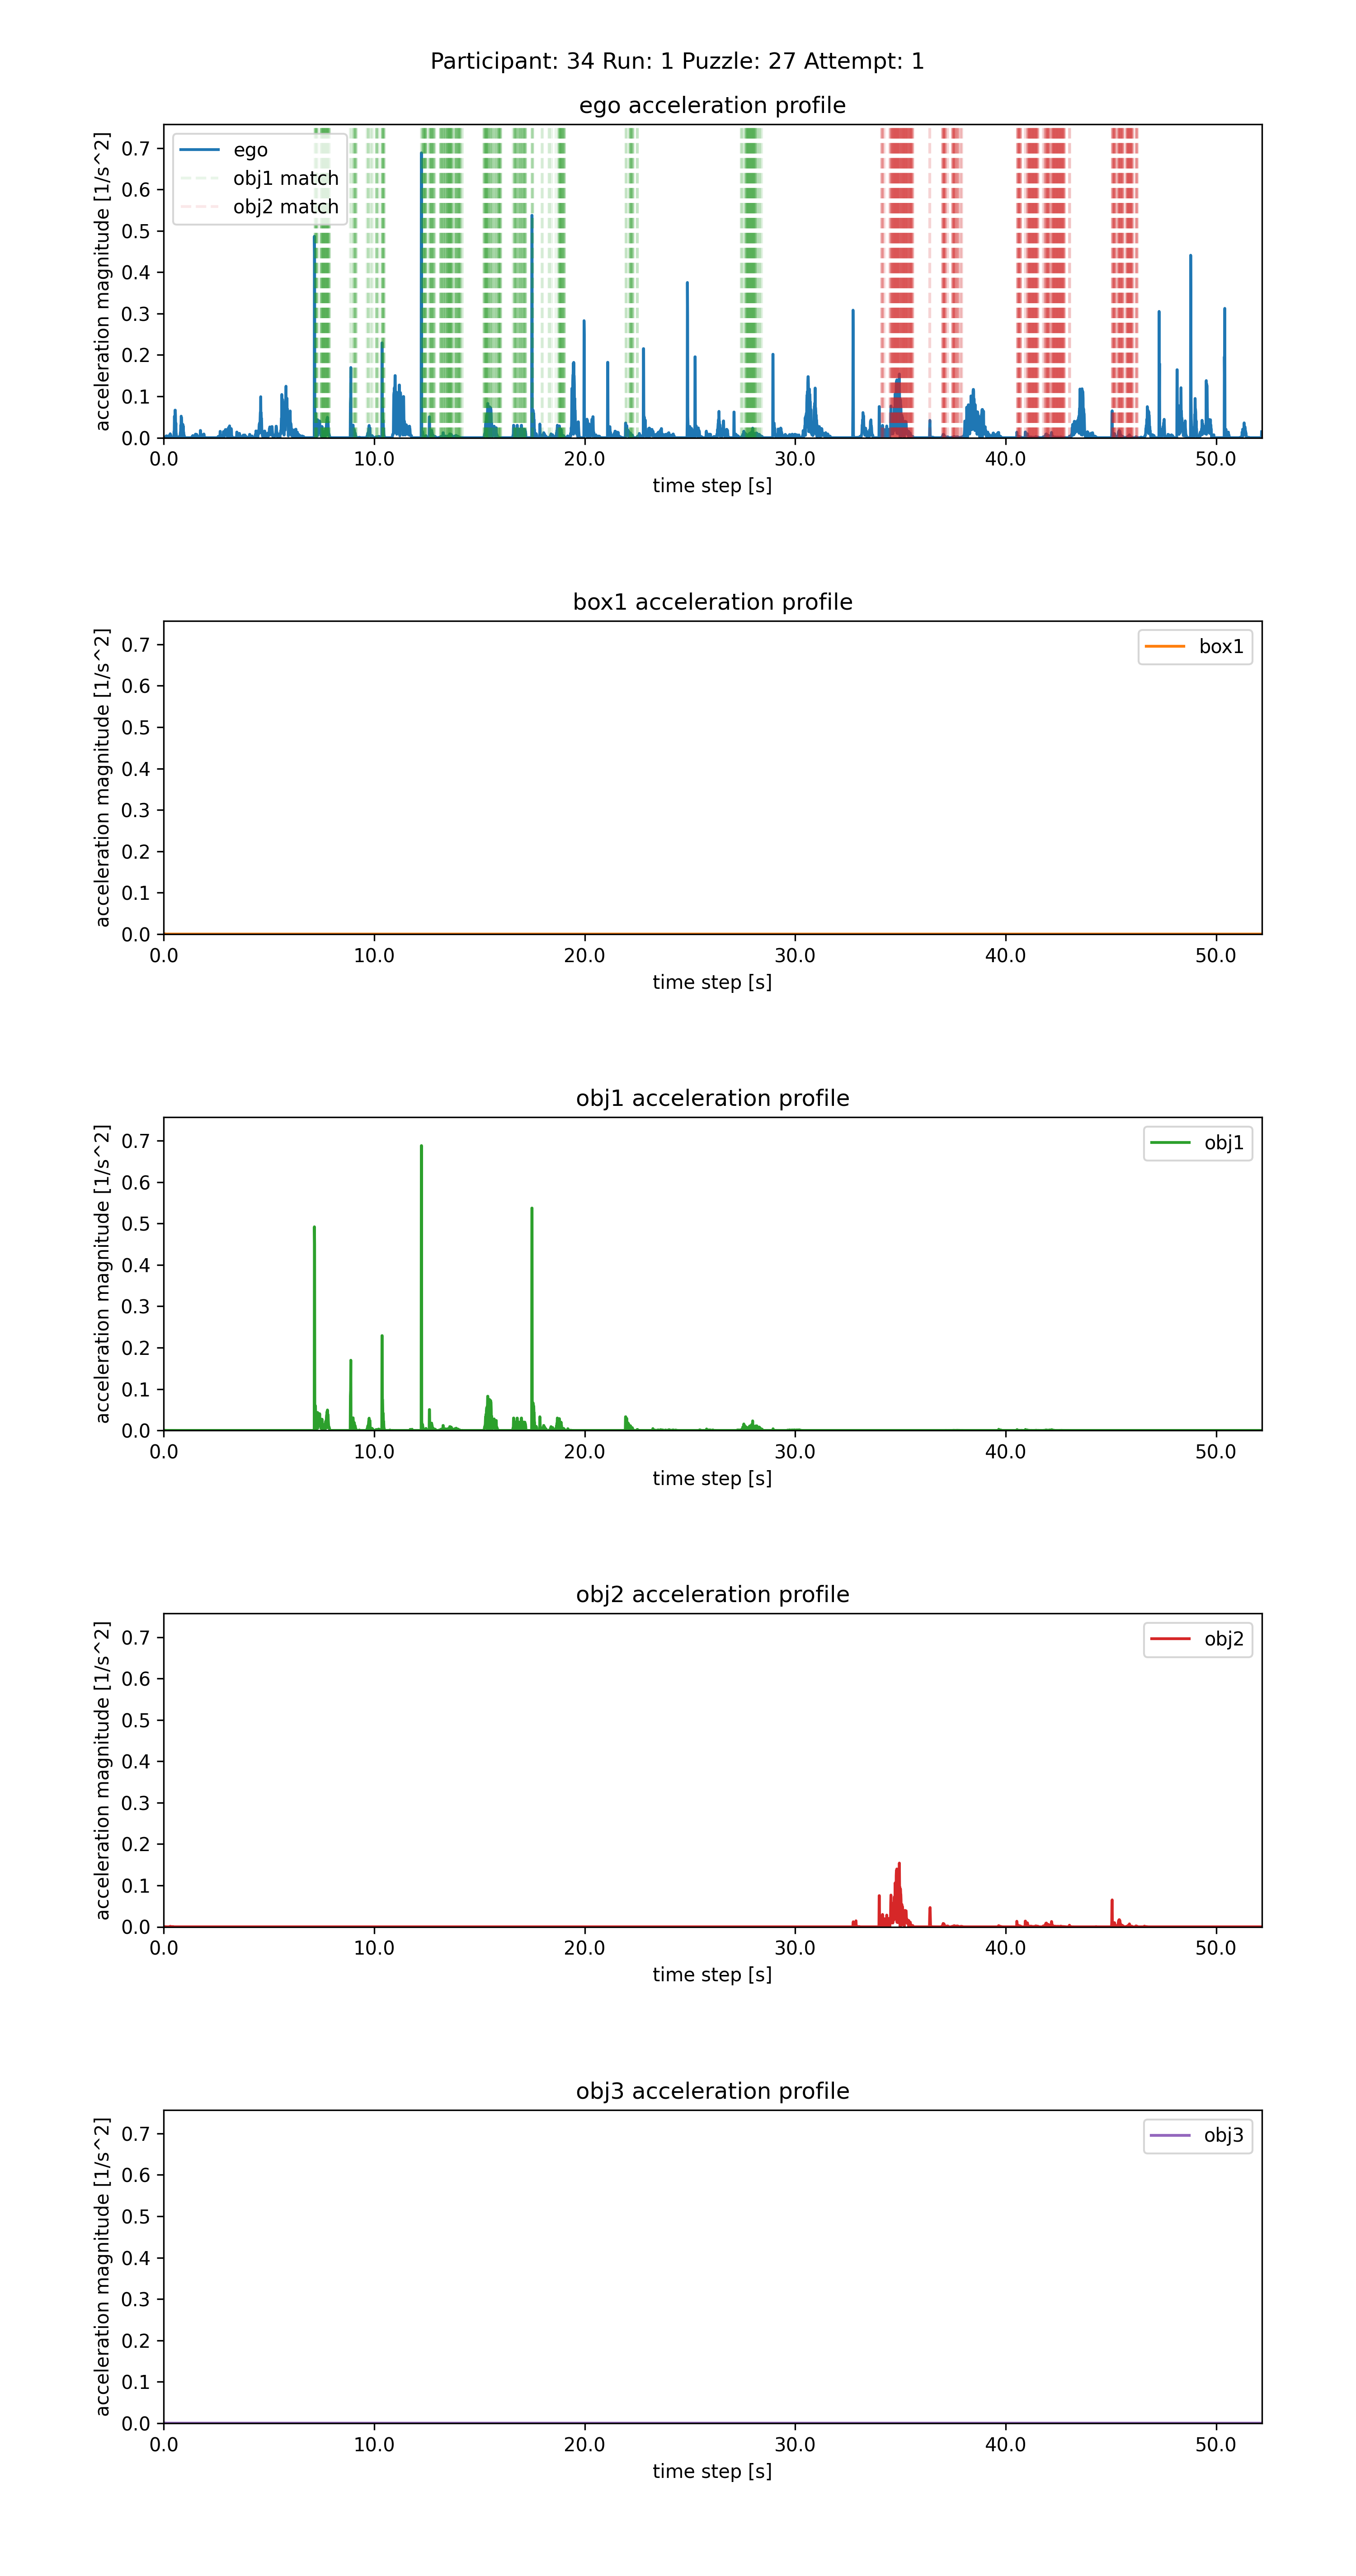 Participant: 34 Run: 1 Puzzle: 27 Attempt: 1
ego acceleration profile
acceleration magnitude [1/s^2]
0.7
0.6
0.5
0.4
0.3
0.2
0.1
0.0
ego
obj1 match
obj2 match
0.0 10.0 20.0 30.0 40.0 50.0
time step [s]
box1 acceleration profile
acceleration magnitude [1/s^2]
0.7
0.6
0.5
0.4
0.3
0.2
0.1
0.0
box1
0.0 10.0 20.0 30.0 40.0 50.0
time step [s]
obj1 acceleration profile
acceleration magnitude [1/s^2]
0.7
0.6
0.5
0.4
0.3
0.2
0.1
0.0
obj1
0.0 10.0 20.0 30.0 40.0 50.0
time step [s]
obj2 acceleration profile
acceleration magnitude [1/s^2]
0.7
0.6
0.5
0.4
0.3
0.2
0.1
0.0
obj2
0.0 10.0 20.0 30.0 40.0 50.0
time step [s]
obj3 acceleration profile
acceleration magnitude [1/s^2]
0.7
0.6
0.5
0.4
0.3
0.2
0.1
0.0
obj3
0.0 10.0 20.0 30.0 40.0 50.0
time step [s]